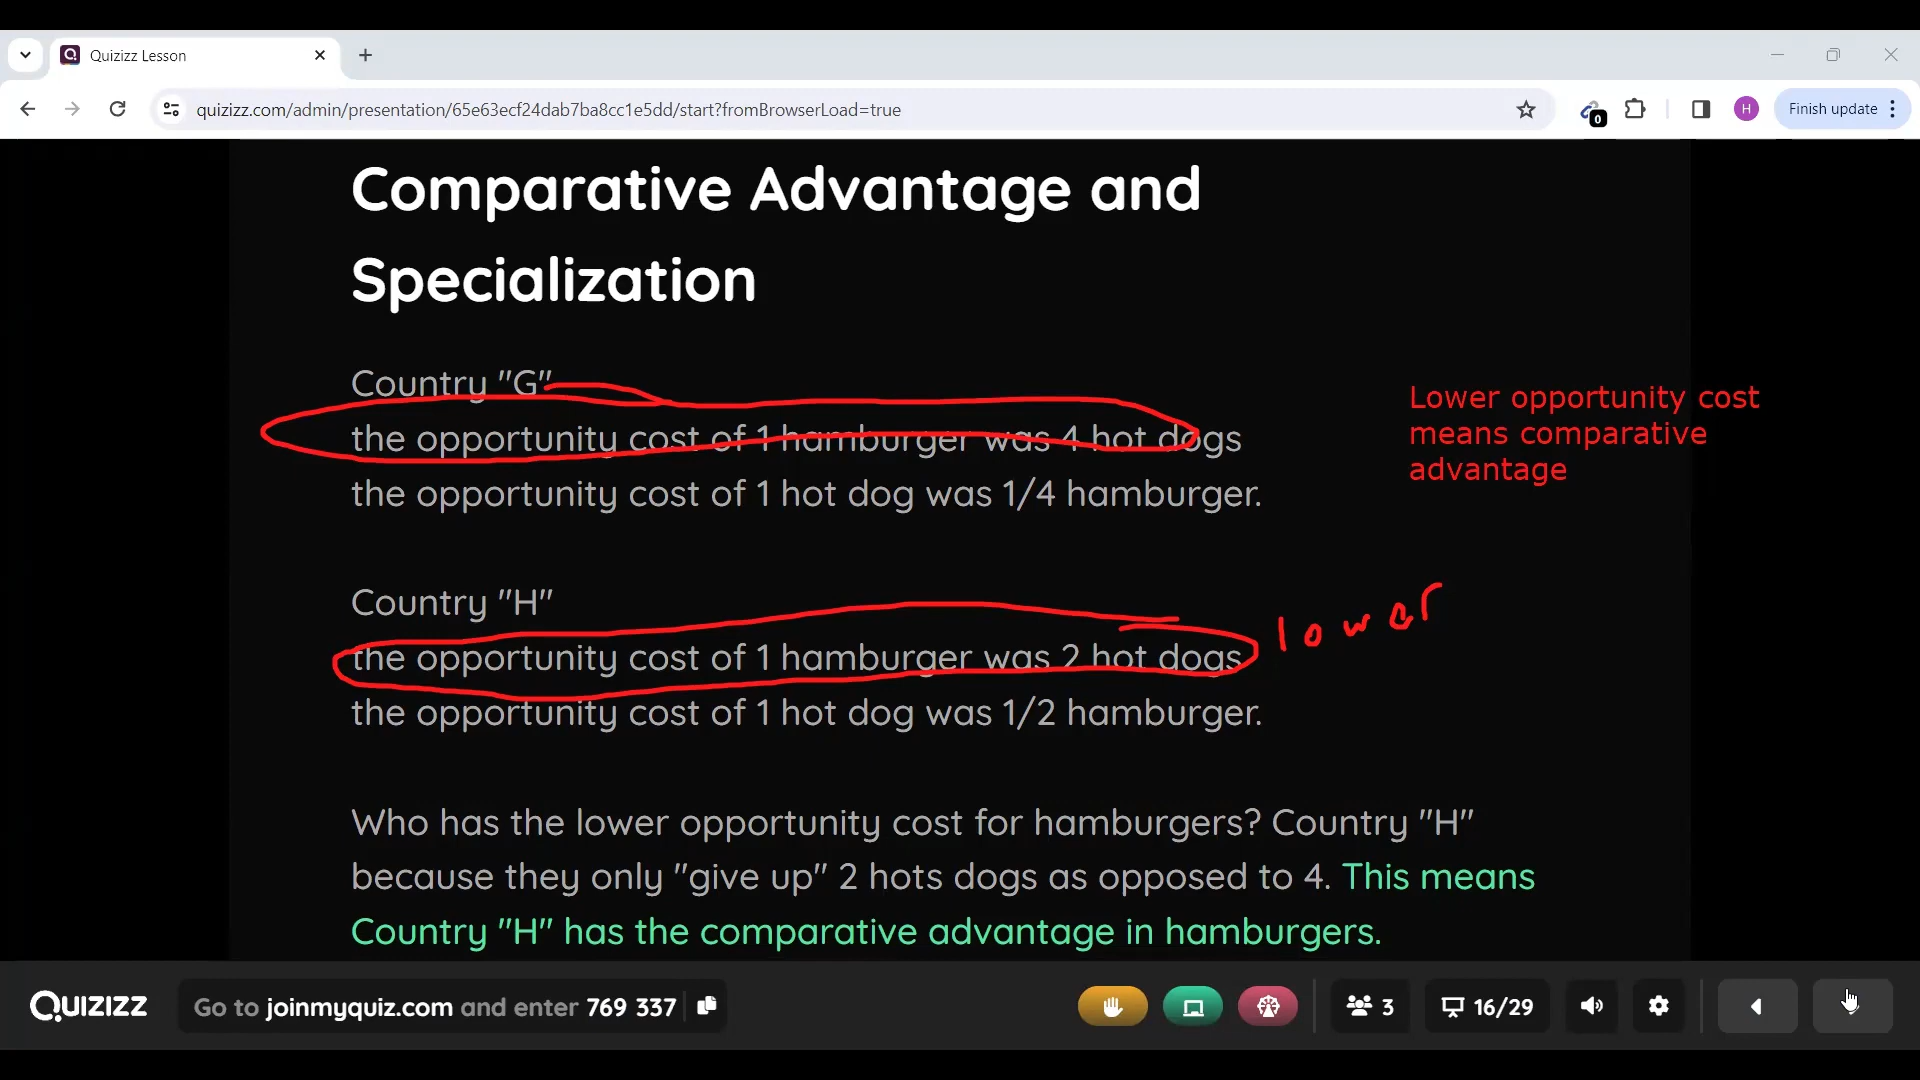 Quizizz Lesson
quizizz.com/admin/presentation/65e63ecf24dab7ba8cc1e5dd/start?fromBrowserLoad=true
0
H
Finish update
Comparative Advantage and
Specialization
Country "G"
the opportunity cost of 1 hamburger was 4 hot dogs
the opportunity cost of 1 hot dog was 1/4 hamburger.
Lower opportunity cost
means comparative
advantage
Country "H"
the opportunity cost of 1 hamburger was 2 hot dogs
lower
the opportunity cost of 1 hot dog was 1/2 hamburger.
Who has the lower opportunity cost for hamburgers? Country "H"
because they only "give up" 2 hots dogs as opposed to 4. This means
Country "H" has the comparative advantage in hamburgers.
QUIZIZZ
Go to joinmyquiz.com and enter 769 337
3
16/29